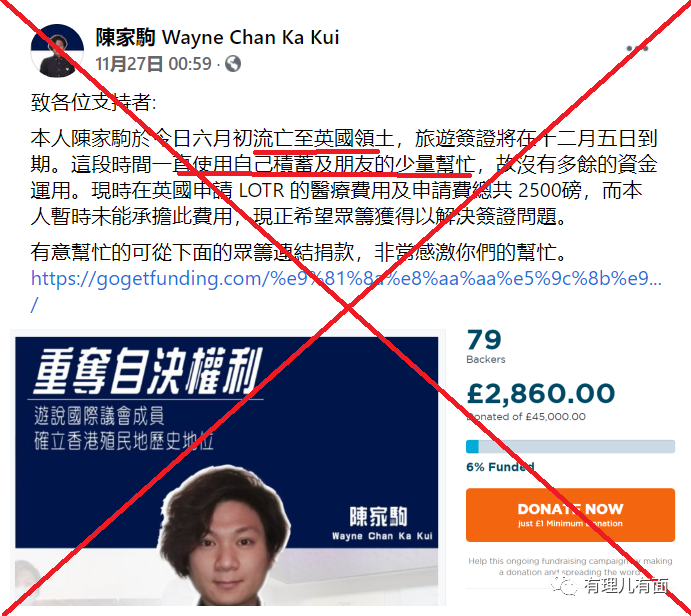 陳家駒 Wayne Chan Ka Kui
11月27日 00:59 ·
致各位支持者:
本人陳家駒於今日六月初流亡至英國領土，旅遊簽證將在十二月五日到
期。這段時間一直使用自己積蓄及朋友的少量幫忙，故沒有多餘的資金
運用。現時在英國申請 LOTR 的醫療費用及申請費總共 2500磅，而本
人暫時未能承擔此費用，現正希望眾籌獲得以解決簽證問題。
有意幫忙的可從下面的眾籌連結捐款，非常感激你們的幫忙。
https://gogetfunding.com/%e9%81%8a%e8%aa%aa%e5%9c%8b%e9...
/
重奪自決權利
遊說國際議會成員
確立香港殖民地歷史地位
陳家駒
Wayne Chan Ka Kui
79
Backers
£2,860.00
Donated of £45,000.00
6% Funded
DONATE NOW
just £1 Minimum Donation
Help this ongoing fundraising campaign by making
a donation and spreading the word.
有理儿有面